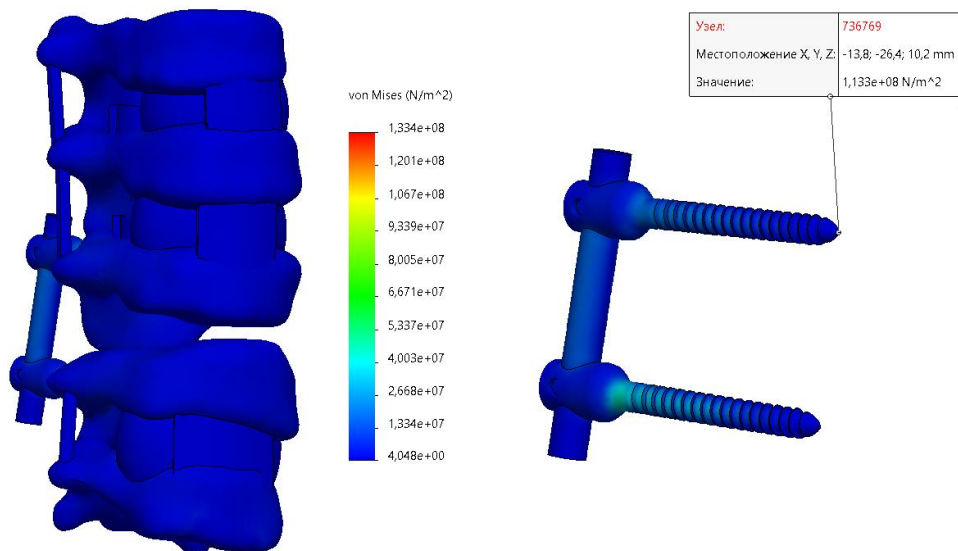 Узел: 736769
Местоположение X, Y, Z: -13,8; -26,4; 10,2 mm
Значение: 1,133e+08 N/m^2
von Mises (N/m^2)
1,334e+08
1,201e+08
1,067e+08
9,339e+07
8,005e+07
6,671e+07
5,337e+07
4,003e+07
2,668e+07
1,334e+07
4,048e+00